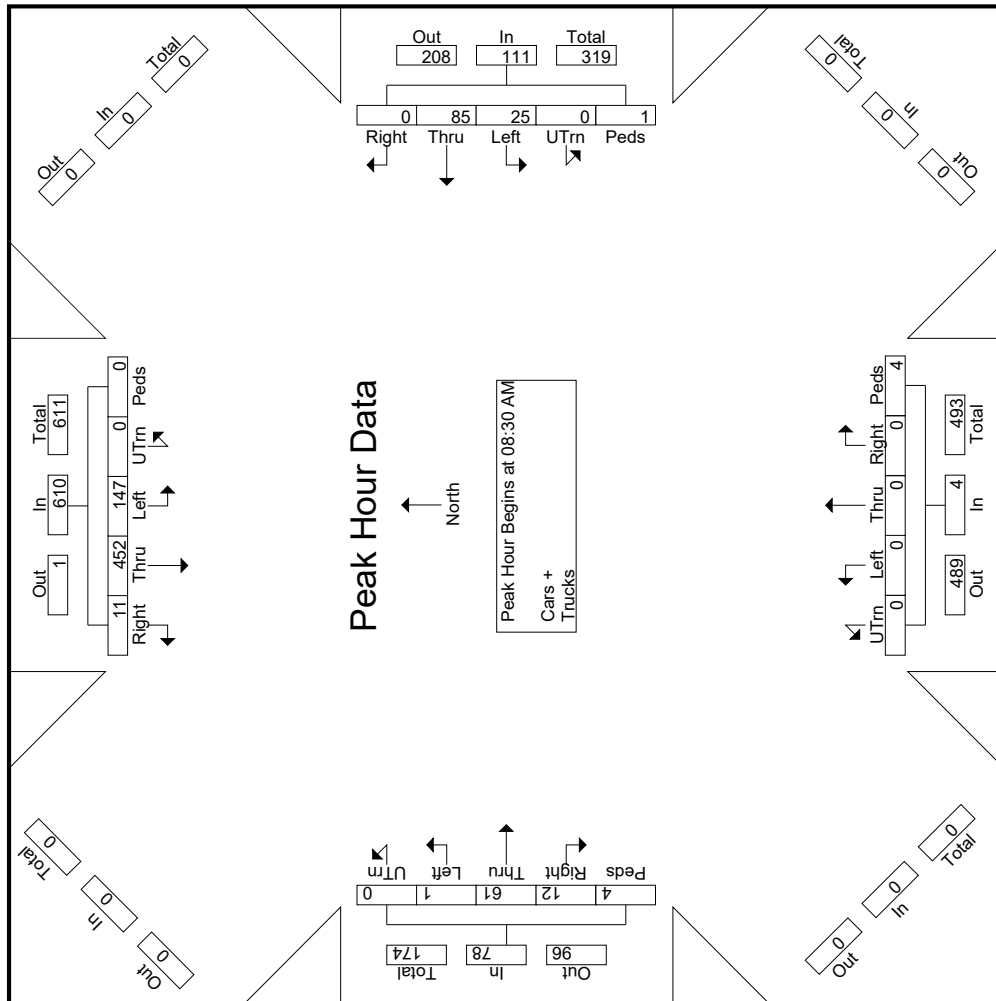 Out
In
Total
208
111
319
0
85
25
0
1
Right
Thru
Left
UTrn
Peds
Total
0
In
0
Out
0
Total
0
In
0
Out
0
Total
611
In
610
Out
1
0
0
147
452
11
Peds
UTrn
Left
Thru
Right
Peak Hour Data
North
Peak Hour Begins at 08:30 AM
Cars +
Trucks
4
0
0
0
0
Peds
Right
Thru
Left
UTrn
493
Total
4
In
489
Out
UTrn
Left
Thru
Right
Peds
0
1
61
12
4
174
78
96
Total
In
Out
0
Total
0
In
0
Out
0
Total
0
In
0
Out